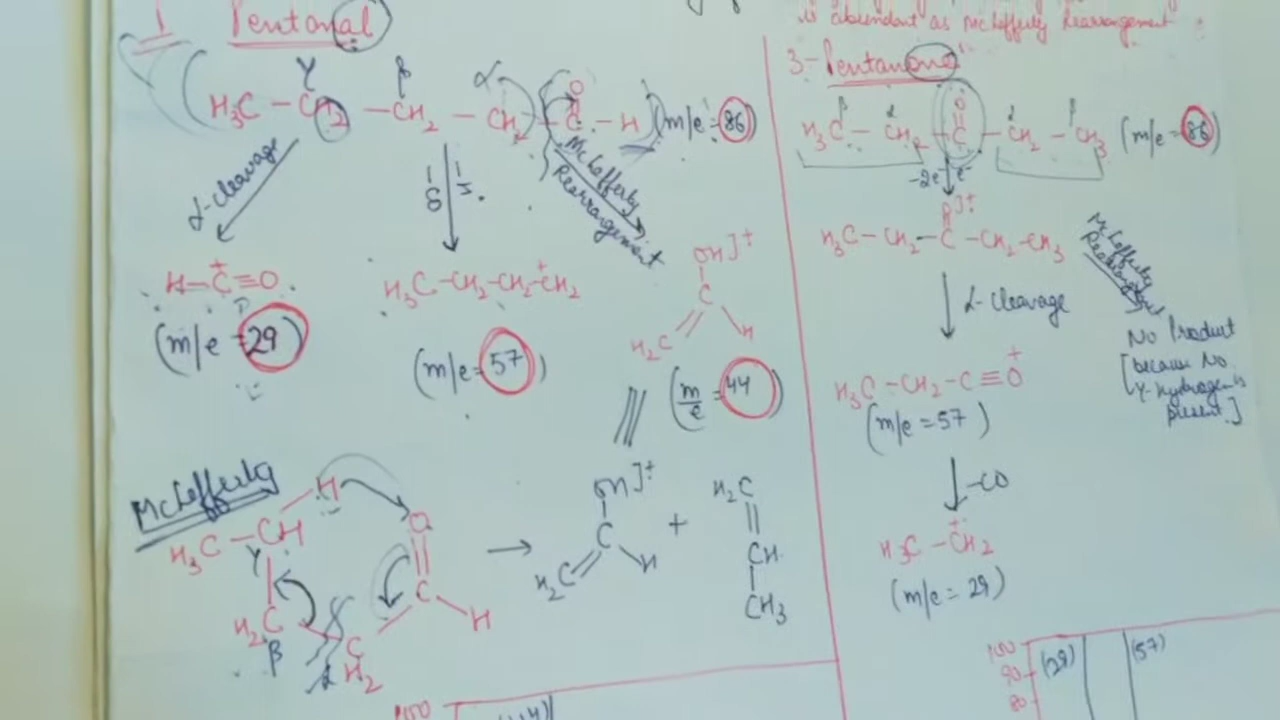 1 Pentanal
γ β α O
H3C – CH2 – CH2 – CH2 – C – H (m/e = 86)
α-cleavage
McLafferty
Rearrangement
H – C⁺ ≡ O
(m/e = 29)
H3C – CH2 – CH2 – C⁺H2
(m/e = 57)
OH]⁺
C
H2C H
(m/e = 44)
McLafferty
H
H3C – CH
γ
O
C
H
H2C
β
C
H2
α
→
OH]⁺
C
H2C H
+
H2C
CH
CH3
is abundant as McLafferty Rearrangement
3-Pentanone
β α O α β
H3C – CH2 – C – CH2 – CH3 (m/e = 86)
H3C – CH2 – C – CH2 – CH3
McLafferty
Rearrangement
α-cleavage
No Product
[because No
γ-hydrogen is
present.]
H3C – CH2 – C ≡ O⁺
(m/e = 57)
-CO
H3C – C⁺H2
(m/e = 29)
100
(44)
100
90
80
(29)
(57)